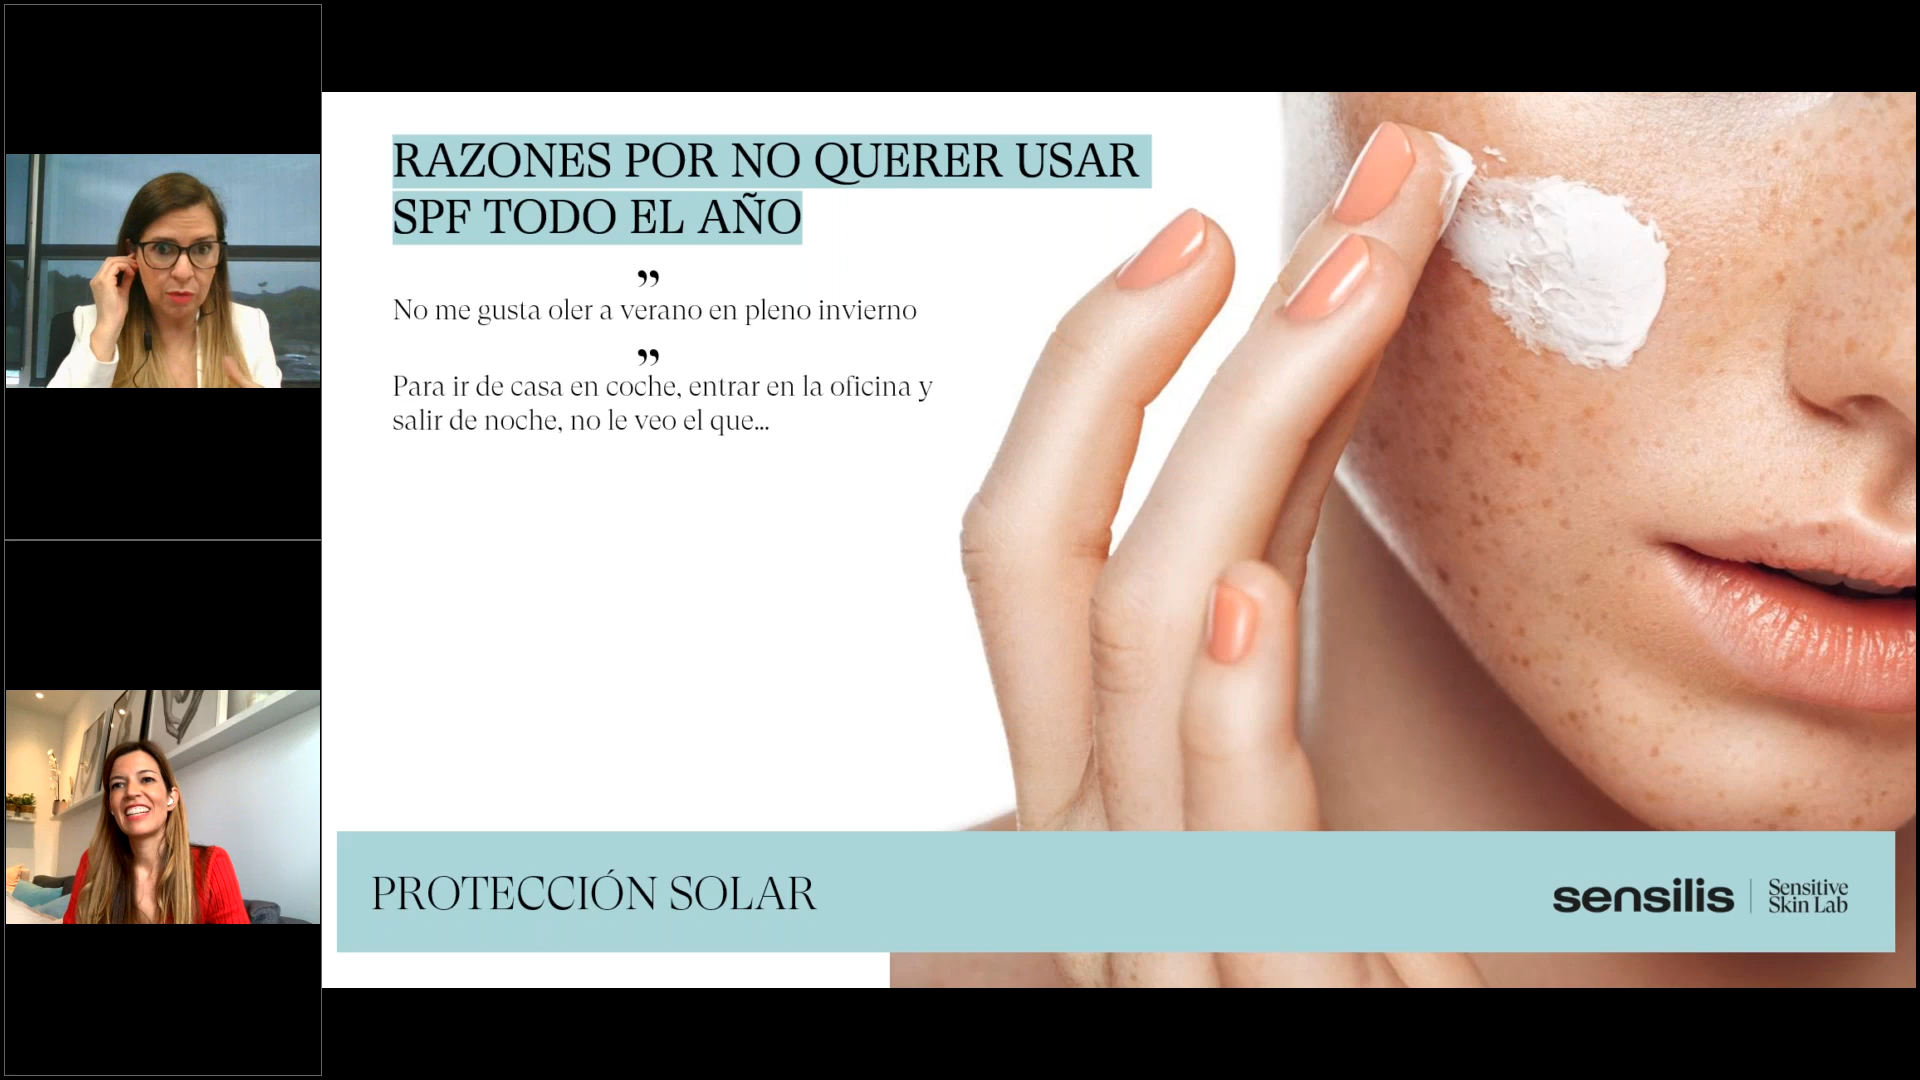 RAZONES POR NO QUERER USAR
SPF TODO EL AÑO
”
No me gusta oler a verano en pleno invierno
”
Para ir de casa en coche, entrar en la oficina y
salir de noche, no le veo el que...
PROTECCIÓN SOLAR
sensilis | Sensitive
Skin Lab